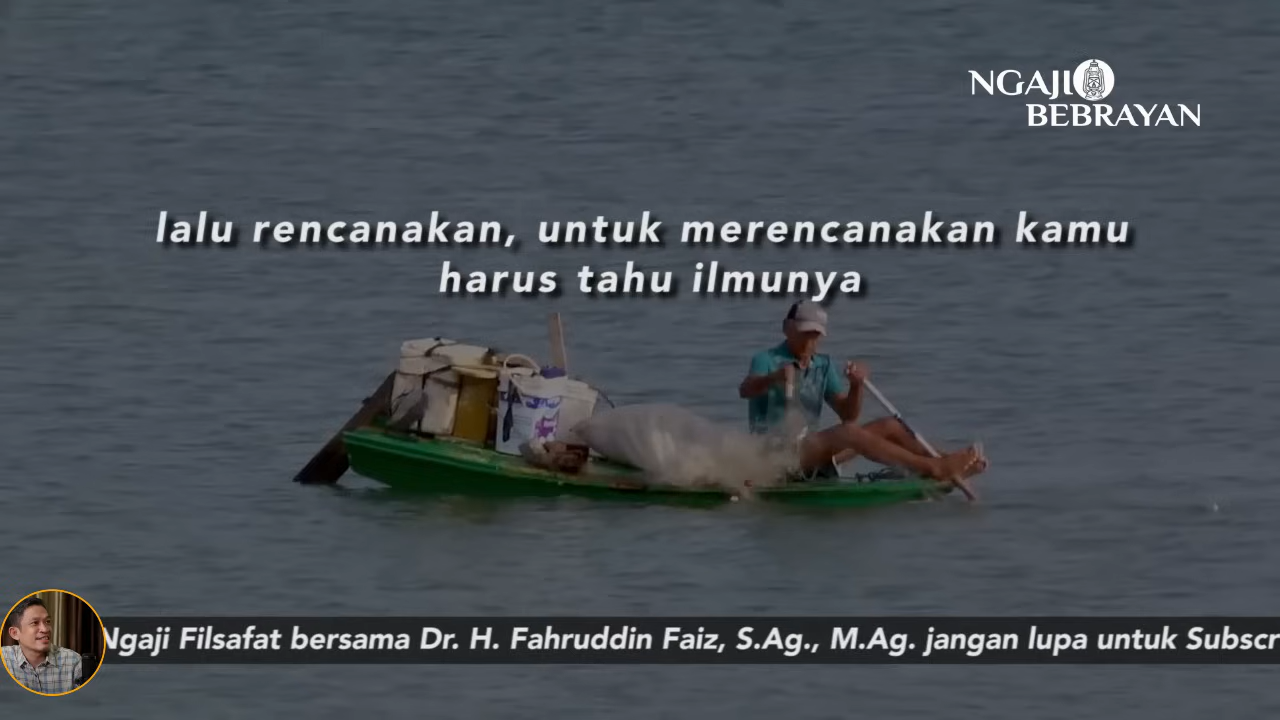 NGAJI
BEBRAYAN
lalu rencanakan, untuk merencanakan kamu
harus tahu ilmunya
Ngaji Filsafat bersama Dr. H. Fahruddin Faiz, S.Ag., M.Ag. jangan lupa untuk Subscr